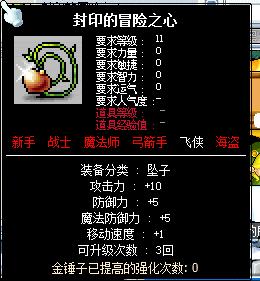 封印的冒险之心
要求等级 : 11
要求力量 : –
要求敏捷 : –
要求智力 : –
要求运气 : –
要求人气度 : –
道具等级 : –
道具经验值 : –
新手 战士 魔法师 弓箭手 飞侠 海盗
装备分类 : 坠子
攻击力 : +10
防御力 : +5
魔法防御力 : +5
移动速度 : +1
可升级次数 : 3回
金锤子已提高的强化次数: 0